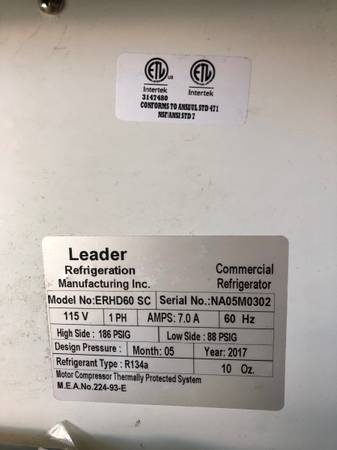 ETL US
ETL
Intertek
Intertek
3147480
CONFORMS TO ANSI/UL STD 471
NSF/ANSI STD 7
Leader
Refrigeration
Manufacturing Inc.
Commercial
Refrigerator
Model No:ERHD60 SC Serial No.:NA05M0302
115 V 1 PH AMPS: 7.0 A 60 Hz
High Side : 186 PSIG Low Side : 88 PSIG
Design Pressure : Month: 05 Year: 2017
Refrigerant Type : R134a 10 Oz.
Motor Compressor Thermally Protected System
M.E.A.No.224-93-E